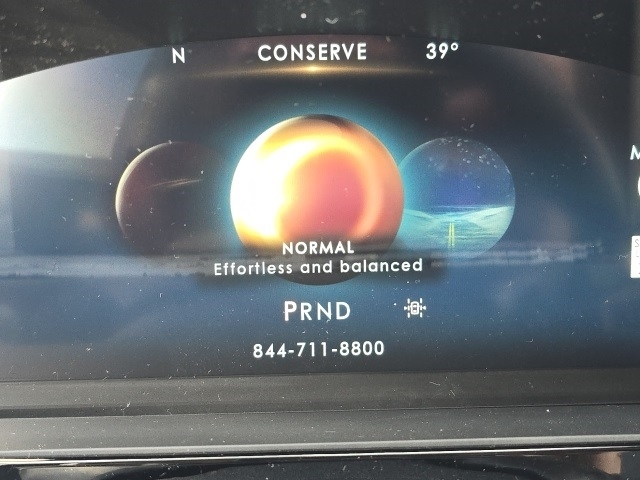 N CONSERVE 39°
NORMAL
Effortless and balanced
PRND
844-711-8800